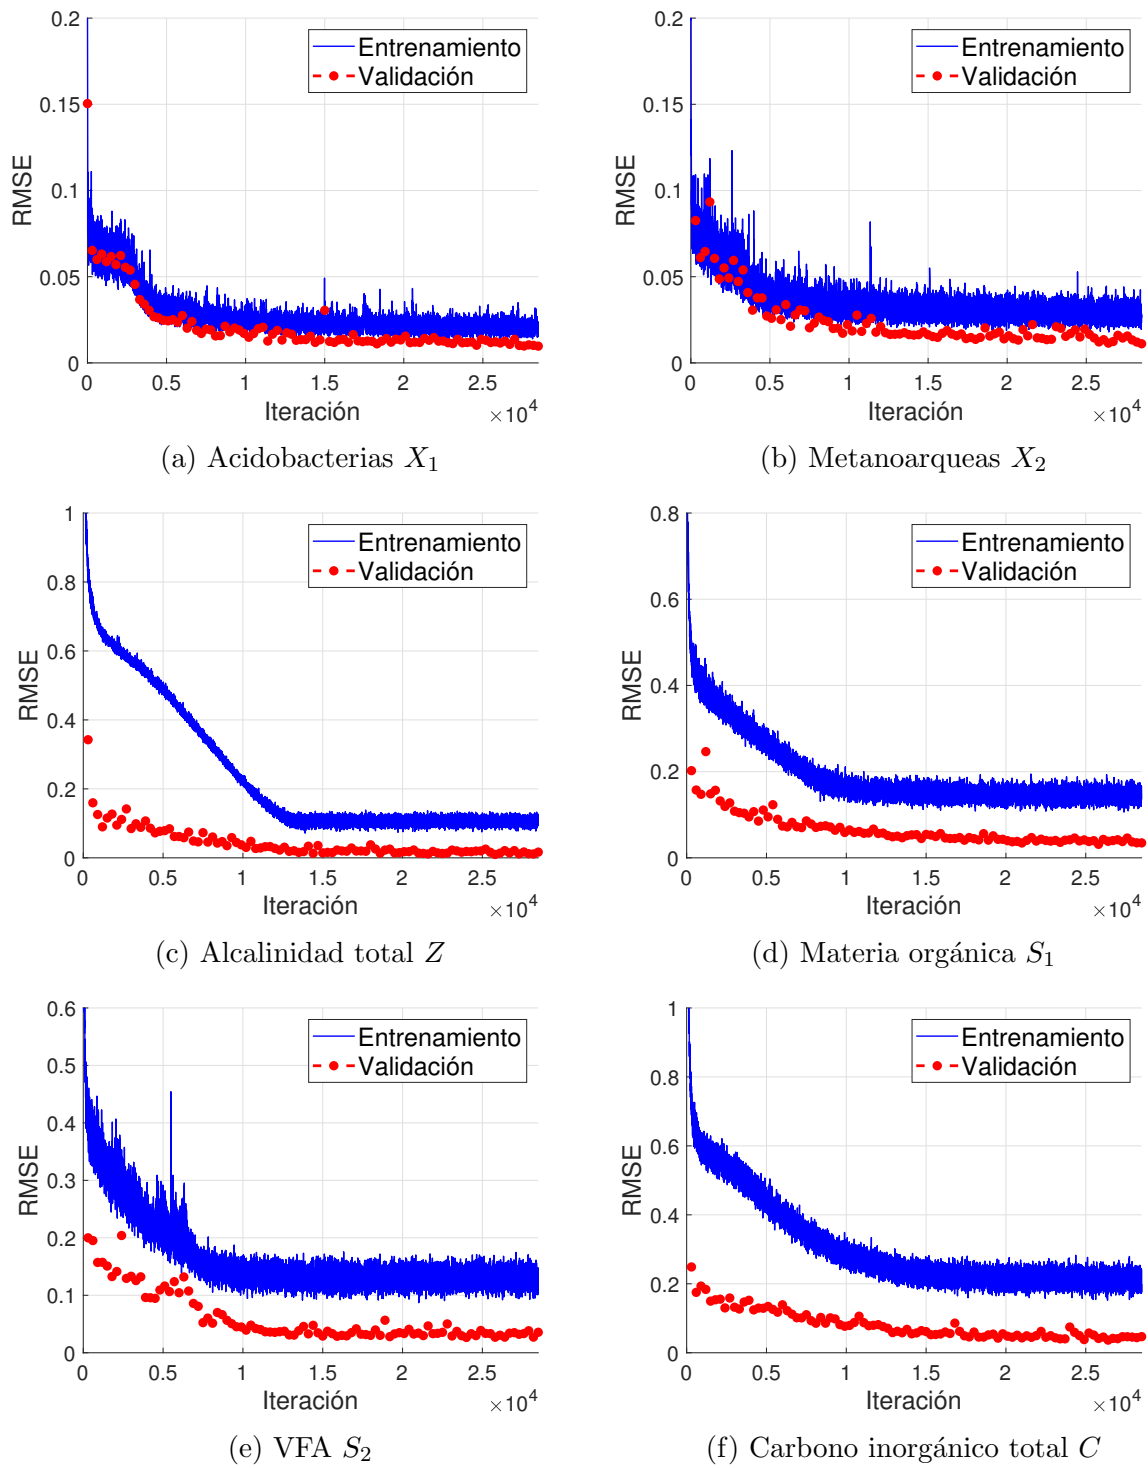 0.2
0.15
0.1
0.05
0
RMSE
Entrenamiento
Validación
0 0.5 1 1.5 2 2.5
Iteración
×10^4
(a) Acidobacterias X_1
0.2
0.15
0.1
0.05
0
RMSE
Entrenamiento
Validación
0 0.5 1 1.5 2 2.5
Iteración
×10^4
(b) Metanoarqueas X_2
1
0.8
0.6
0.4
0.2
0
RMSE
Entrenamiento
Validación
0 0.5 1 1.5 2 2.5
Iteración
×10^4
(c) Alcalinidad total Z
0.8
0.6
0.4
0.2
0
RMSE
Entrenamiento
Validación
0 0.5 1 1.5 2 2.5
Iteración
×10^4
(d) Materia orgánica S_1
0.6
0.5
0.4
0.3
0.2
0.1
0
RMSE
Entrenamiento
Validación
0 0.5 1 1.5 2 2.5
Iteración
×10^4
(e) VFA S_2
1
0.8
0.6
0.4
0.2
0
RMSE
Entrenamiento
Validación
0 0.5 1 1.5 2 2.5
Iteración
×10^4
(f) Carbono inorgánico total C